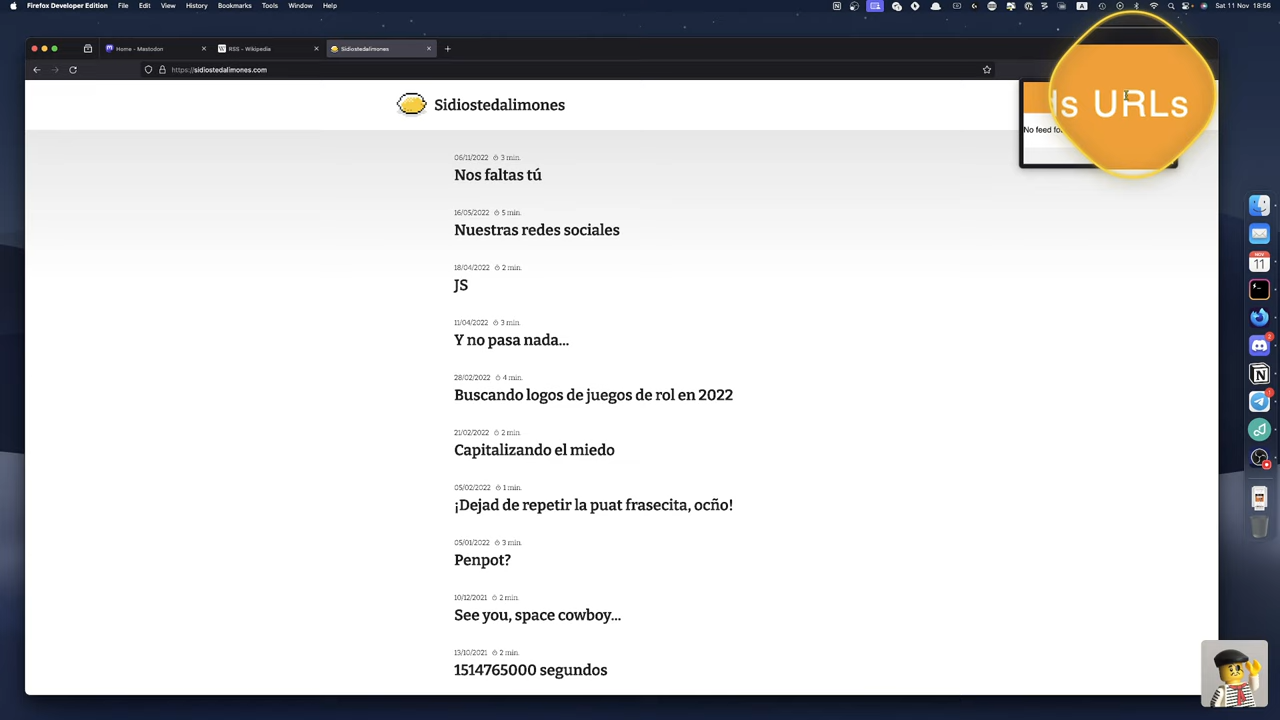 Firefox Developer Edition File Edit View History Bookmarks Tools Window Help
Sat 11 Nov 18:56
Home - Mastodon
RSS - Wikipedia
Sidiostedalimones
https://sidiostedalimones.com
Sidiostedalimones
ls URLs
No feed fo
06/11/2022 3 min.
Nos faltas tú
16/05/2022 5 min.
Nuestras redes sociales
18/04/2022 2 min.
JS
11/04/2022 3 min.
Y no pasa nada...
28/02/2022 4 min.
Buscando logos de juegos de rol en 2022
21/02/2022 2 min.
Capitalizando el miedo
05/02/2022 1 min.
¡Dejad de repetir la puat frasecita, ocño!
05/01/2022 3 min.
Penpot?
10/12/2021 2 min.
See you, space cowboy...
13/10/2021 2 min.
1514765000 segundos
NOV
11
2
1